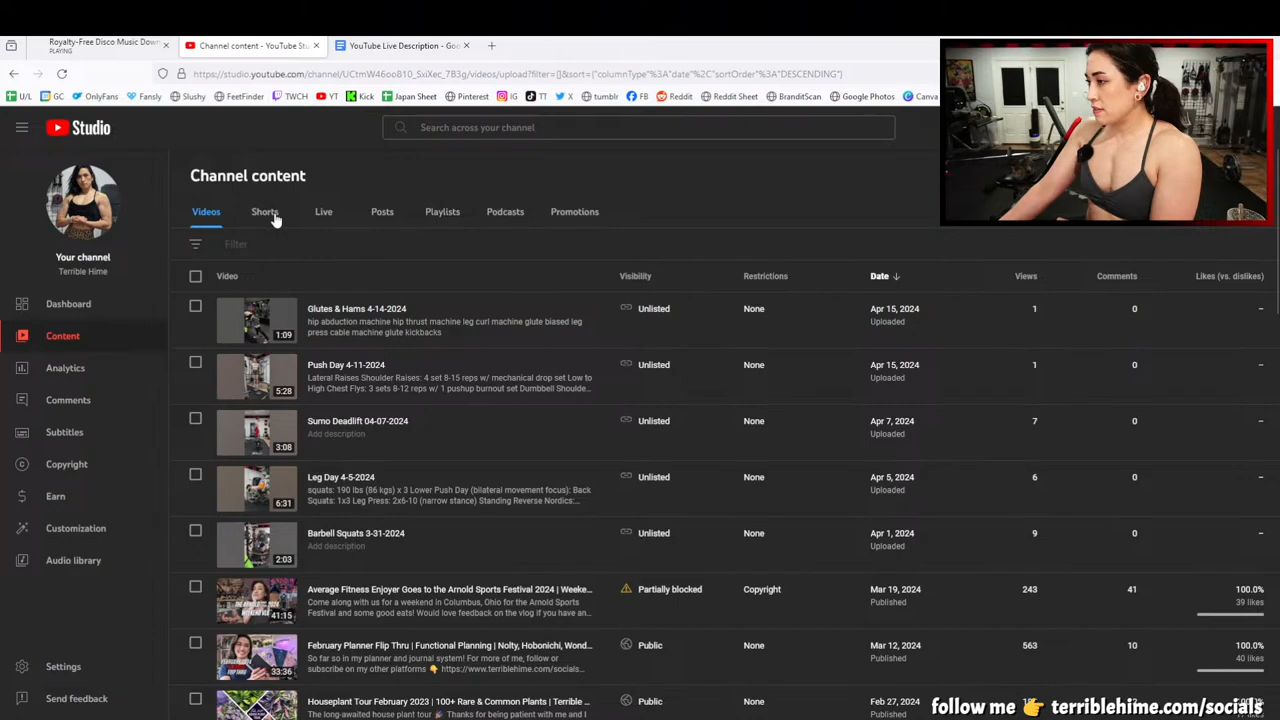 Royalty-Free Disco Music Down
PLAYING
Channel content - YouTube Stu
YouTube Live Description - Goo
https://studio.youtube.com/channel/UCtmW46oo810_SxiXec_7B3g/videos/upload?filter=[]&sort={"columnType"%3A"date"%2C"sortOrder"%3A"DESCENDING"}
U/L GC OnlyFans Fansly Slushy FeetFinder TWCH YT Kick Japan Sheet Pinterest IG TT X tumblr FB Reddit Reddit Sheet BranditScan Google Photos Canva
Studio
Search across your channel
Your channel
Terrible Hime
Dashboard
Content
Analytics
Comments
Subtitles
Copyright
Earn
Customization
Audio library
Settings
Send feedback
Channel content
Videos Shorts Live Posts Playlists Podcasts Promotions
Filter
Video Visibility Restrictions Date Views Comments Likes (vs. dislikes)
1:09
Glutes & Hams 4-14-2024
hip abduction machine hip thrust machine leg curl machine glute biased leg
press cable machine glute kickbacks
Unlisted None Apr 15, 2024 1 0 –
Uploaded
5:28
Push Day 4-11-2024
Lateral Raises Shoulder Raises: 4 set 8-15 reps w/ mechanical drop set Low to
High Chest Flys: 3 sets 8-12 reps w/ 1 pushup burnout set Durnbbell Shoulde...
Unlisted None Apr 15, 2024 1 0 –
Uploaded
3:08
Sumo Deadlift 04-07-2024
Add description
Unlisted None Apr 7, 2024 7 0 –
Uploaded
6:31
Leg Day 4-5-2024
squats: 190 lbs (86 kgs) x 3 Lower Push Day (bilateral movement focus): Back
Squats: 1x3 Leg Press: 2x6-10 (narrow stance) Standing Reverse Nordics:...
Unlisted None Apr 5, 2024 6 0 –
Uploaded
2:03
Barbell Squats 3-31-2024
Add description
Unlisted None Apr 1, 2024 9 0 –
Uploaded
41:15
Average Fitness Enjoyer Goes to the Arnold Sports Festival 2024 | Weeke...
Come along with us for a weekend in Columbus, Ohio for the Arnold Sports
Festival and some good eats! Would love feedback on the vlog if you have an...
Partially blocked Copyright Mar 19, 2024 243 41 100.0%
Published 39 likes
33:36
February Planner Flip Thru | Functional Planning | Nolty, Hobonichi, Wond...
So far so in my planner and journal system! For more of me, follow or
subscribe on my other platforms 👇 https://www.terriblehime.com/socials...
Public None Mar 12, 2024 563 10 100.0%
Published 40 likes
Houseplant Tour February 2023 | 100+ Rare & Common Plants | Terrible ...
The long-awaited house plant tour 🎉 Thanks for being patient with me and
Public None Feb 27, 2024
Published
follow me 👉 terriblehime.com/socials